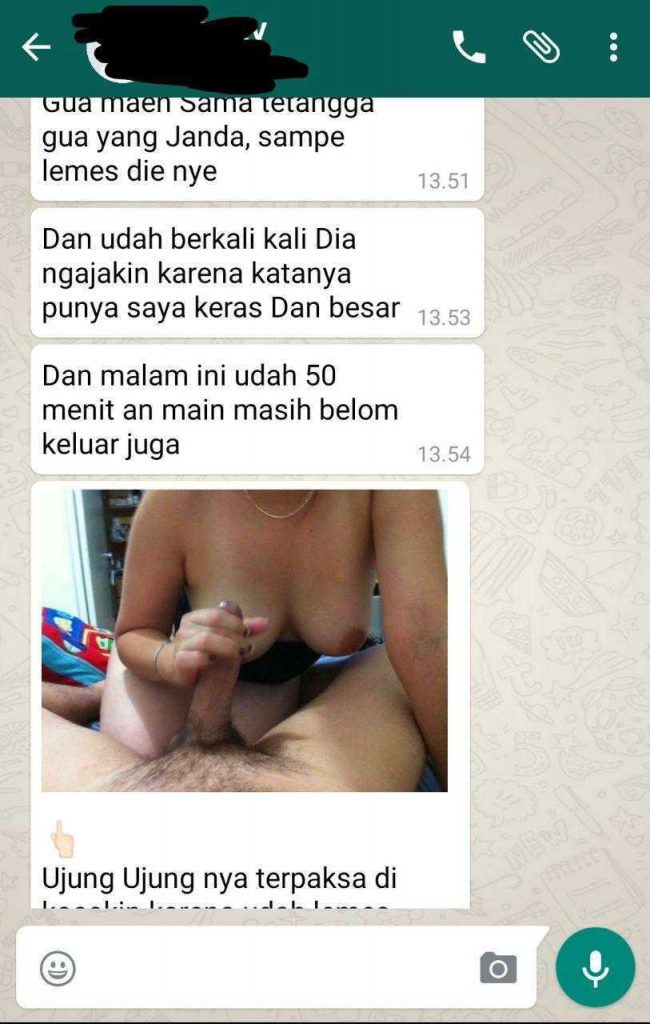 Gua maen Sama tetangga
gua yang Janda, sampe
lemes die nye
13.51
Dan udah berkali kali Dia
ngajakin karena katanya
punya saya keras Dan besar
13.53
Dan malam ini udah 50
menit an main masih belom
keluar juga
13.54
Ujung Ujung nya terpaksa di